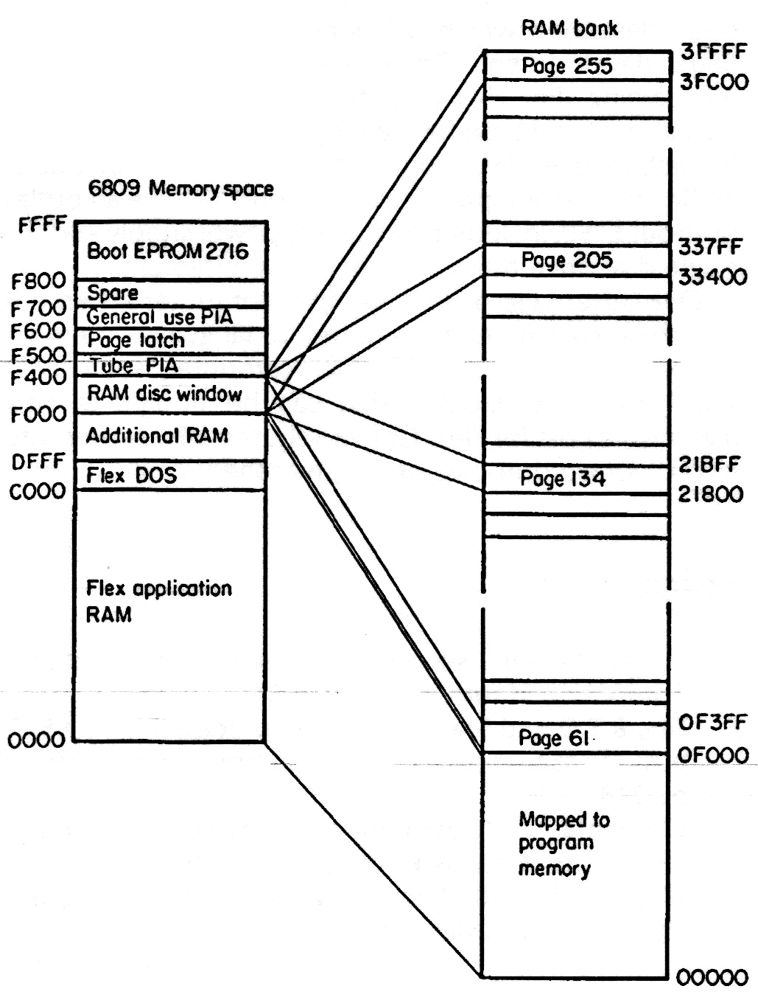 RAM bank
3FFFF
Page 255
3FC00
6809 Memory space
FFFF
Boot EPROM 2716
F800
Spare
F700
General use PIA
F600
Page latch
F500
Tube PIA
F400
RAM disc window
F000
Additional RAM
DFFF
Flex DOS
C000
Flex application
RAM
0000
337FF
Page 205
33400
21BFF
Page 134
21800
0F3FF
Page 61
0F000
Mapped to
program
memory
00000